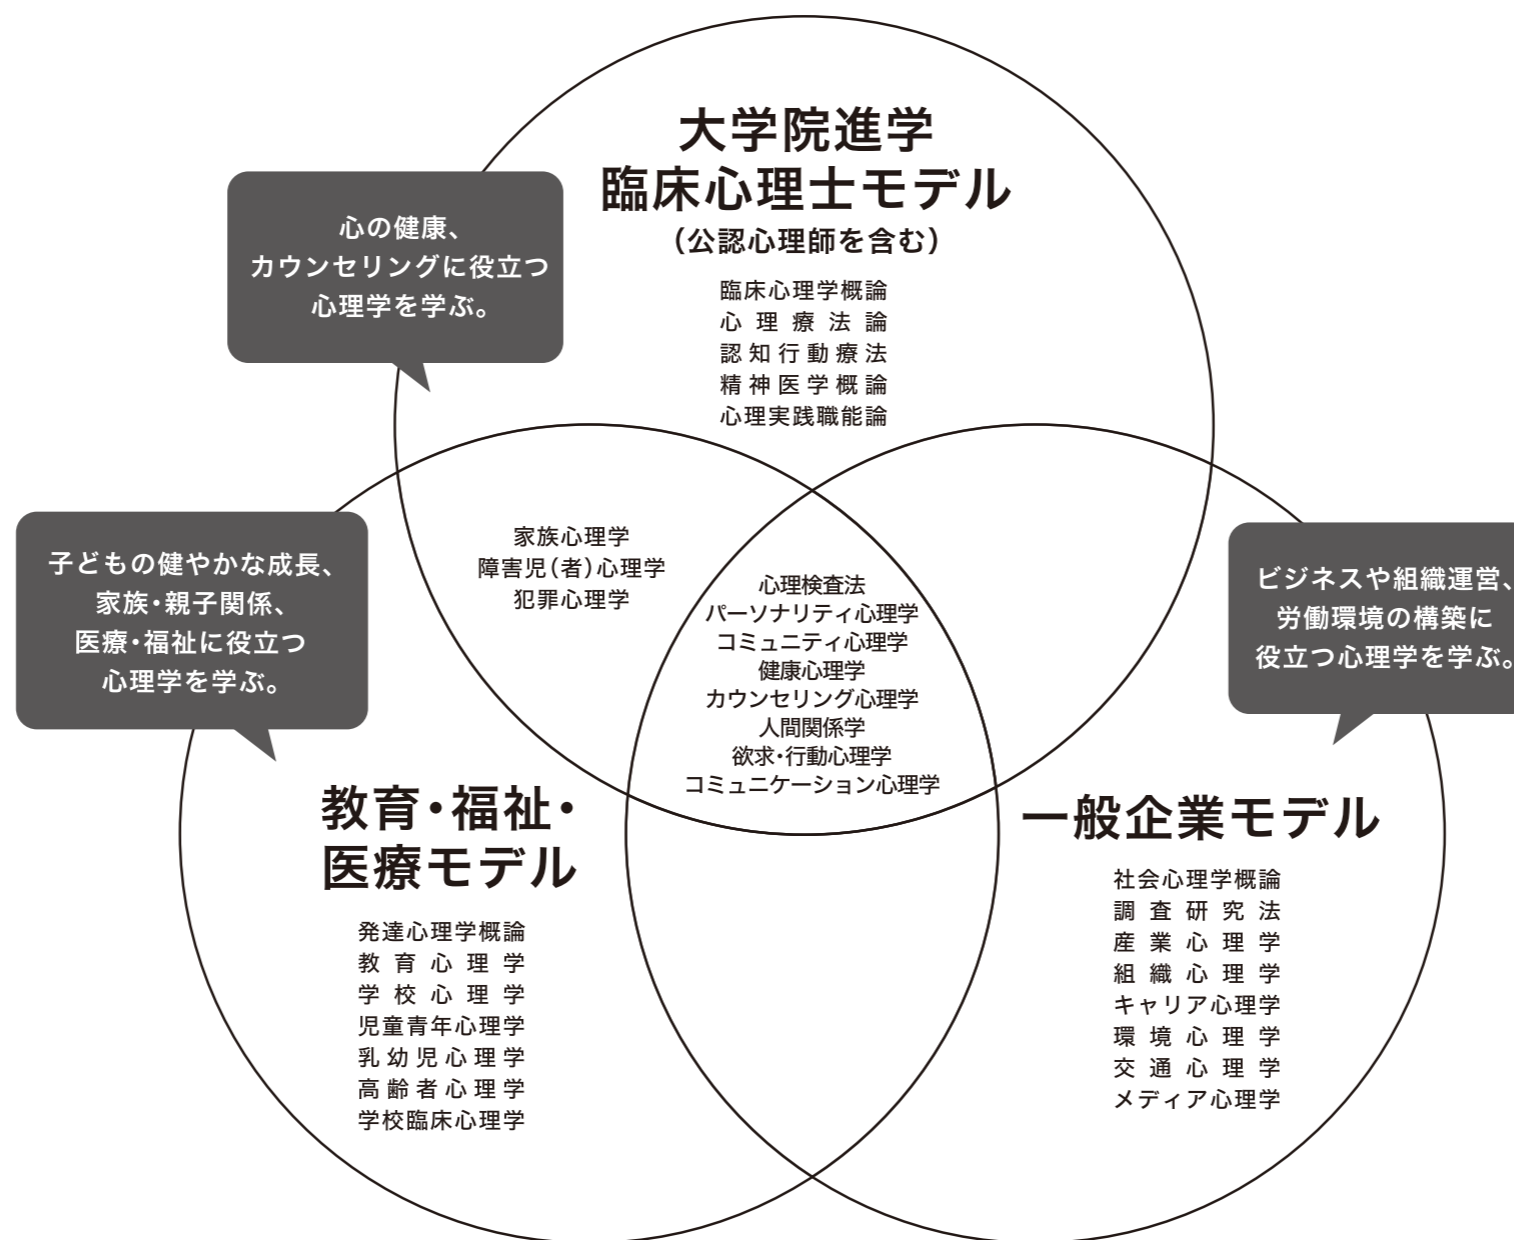 大学院進学
臨床心理士モデル
（公認心理師を含む）
臨床心理学概論
心理療法論
認知行動療法
精神医学概論
心理実践職能論
心の健康、
カウンセリングに役立つ
心理学を学ぶ。
家族心理学
障害児（者）心理学
犯罪心理学
心理検査法
パーソナリティ心理学
コミュニティ心理学
健康心理学
カウンセリング心理学
人間関係学
欲求・行動心理学
コミュニケーション心理学
子どもの健やかな成長、
家族・親子関係、
医療・福祉に役立つ
心理学を学ぶ。
ビジネスや組織運営、
労働環境の構築に
役立つ心理学を学ぶ。
教育・福祉・
医療モデル
発達心理学概論
教育心理学
学校心理学
児童青年心理学
乳幼児心理学
高齢者心理学
学校臨床心理学
一般企業モデル
社会心理学概論
調査研究法
産業心理学
組織心理学
キャリア心理学
環境心理学
交通心理学
メディア心理学